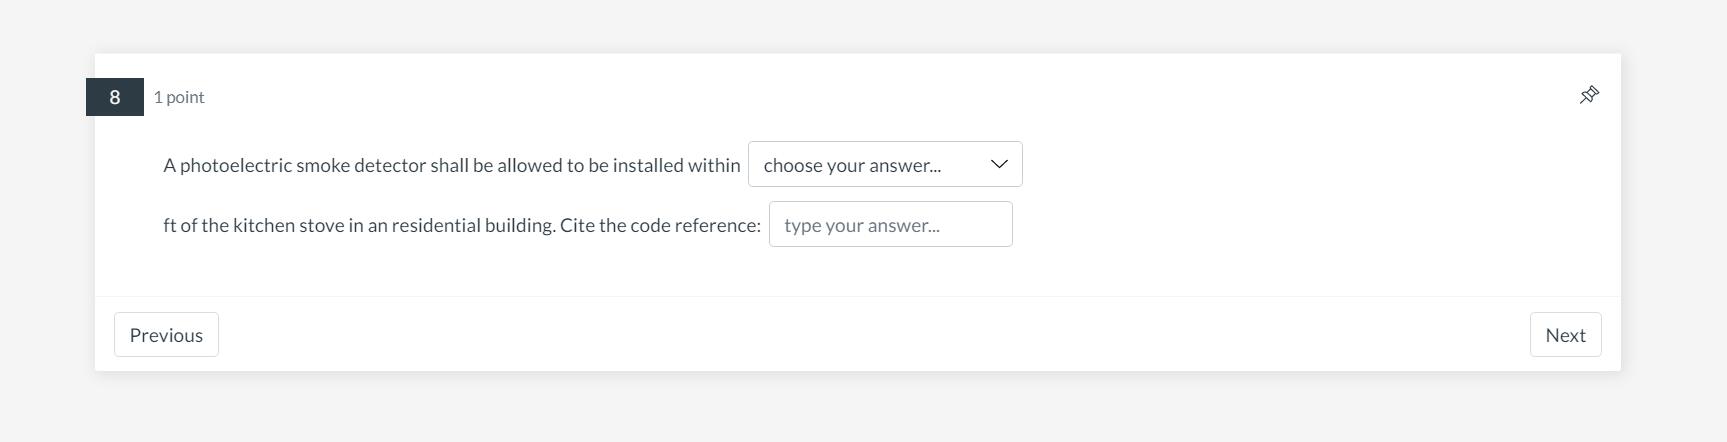 8 1 point
A photoelectric smoke detector shall be allowed to be installed within choose your answer...
ft of the kitchen stove in an residential building. Cite the code reference: type your answer...
Previous Next